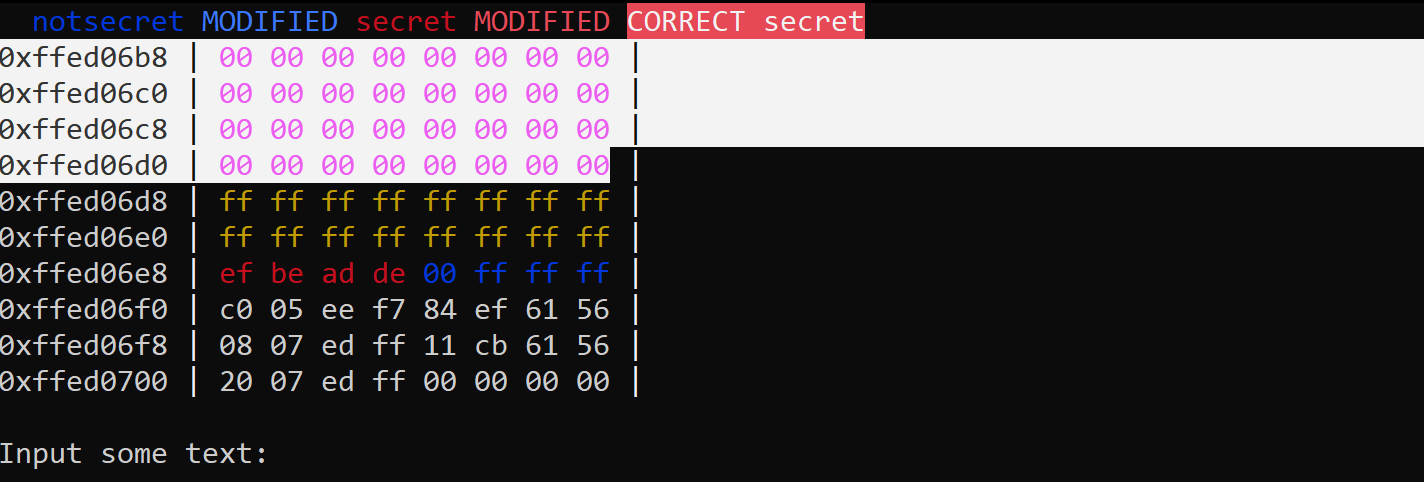 notsecret MODIFIED secret MODIFIED CORRECT secret
0xffed06b8 | 00 00 00 00 00 00 00 00 |
0xffed06c0 | 00 00 00 00 00 00 00 00 |
0xffed06c8 | 00 00 00 00 00 00 00 00 |
0xffed06d0 | 00 00 00 00 00 00 00 00 |
0xffed06d8 | ff ff ff ff ff ff ff ff |
0xffed06e0 | ff ff ff ff ff ff ff ff |
0xffed06e8 | ef be ad de 00 ff ff ff |
0xffed06f0 | c0 05 ee f7 84 ef 61 56 |
0xffed06f8 | 08 07 ed ff 11 cb 61 56 |
0xffed0700 | 20 07 ed ff 00 00 00 00 |
Input some text: